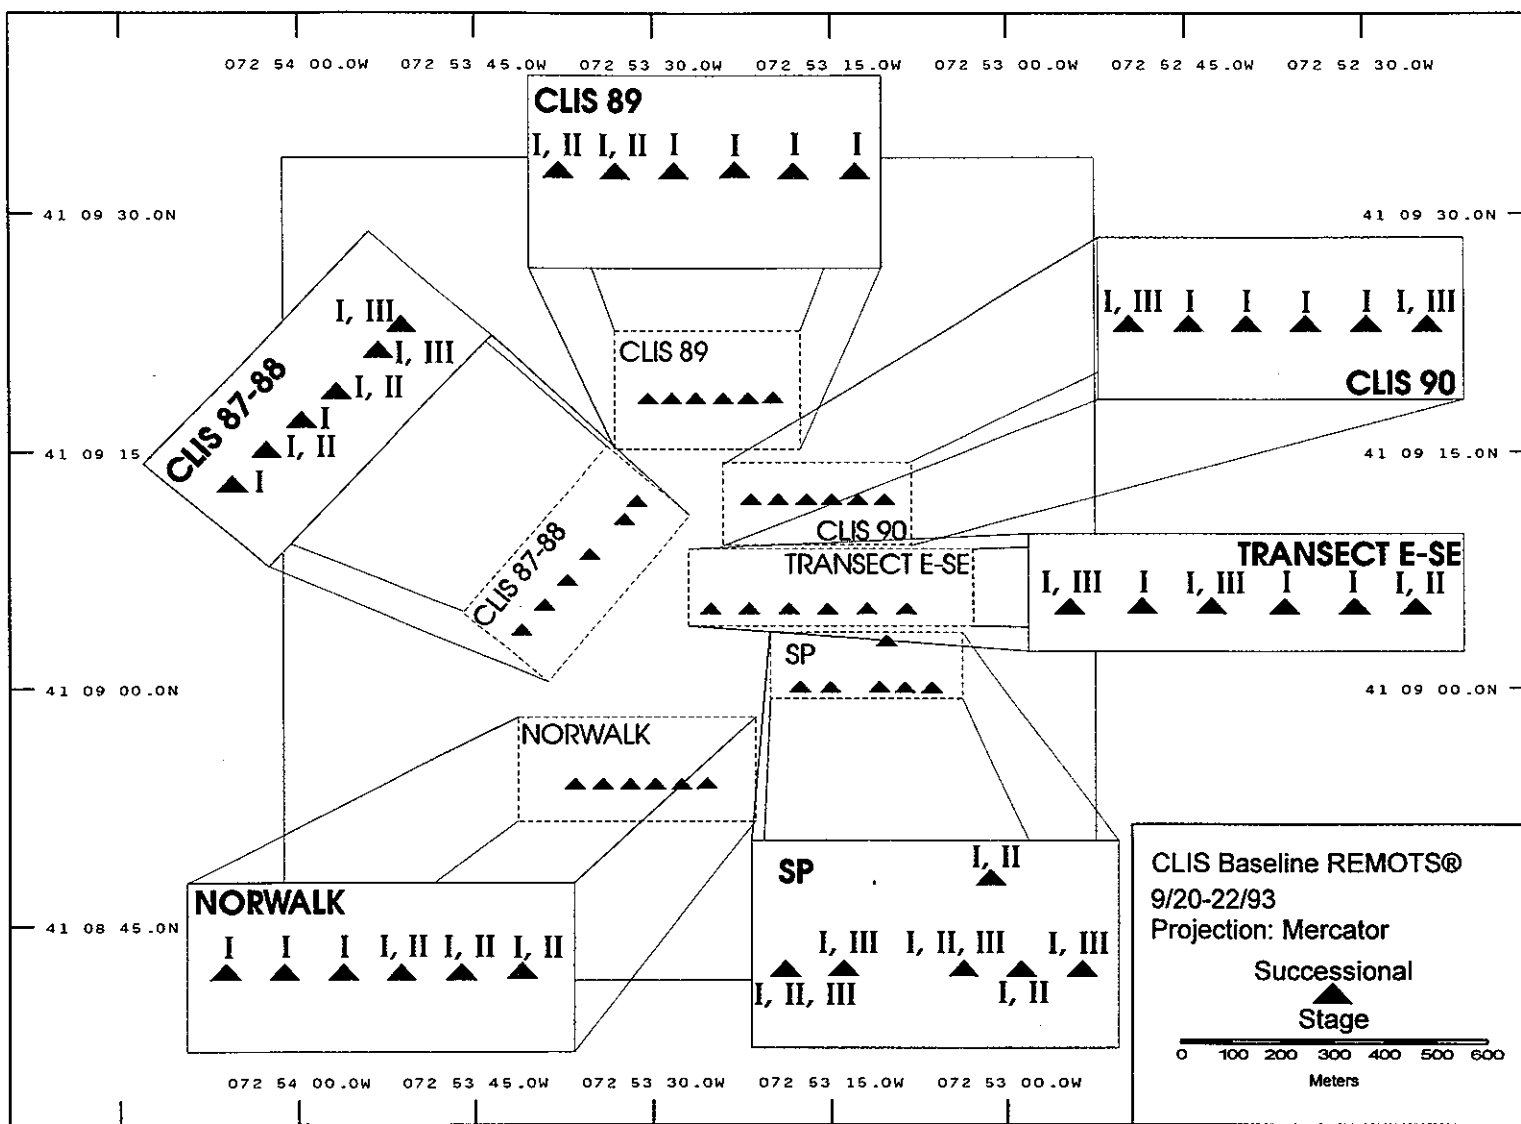 072 54 00.0W 072 53 45.0W 072 53 30.0W 072 53 15.0W 072 53 00.0W 072 52 45.0W 072 52 30.0W
CLIS 89
I, II I, II I I I I
41 09 30.0N 41 09 30.0N
I, III I I I I I, III
CLIS 90
I, III
I, III
I, II
I
I, II
I
CLIS 87-88
CLIS 89
41 09 15 41 09 15.0N
CLIS 90
CLIS 87-88
TRANSECT E-SE
TRANSECT E-SE
I, III I I, III I I I, II
SP
41 09 00.0N 41 09 00.0N
NORWALK
SP
I, II
I, III I, II, III I, III
I, II, III I, II
NORWALK
I I I I, II I, II I, II
41 08 45.0N
CLIS Baseline REMOTS®
9/20-22/93
Projection: Mercator
Successional
Stage
0 100 200 300 400 500 600
Meters
072 54 00.0W 072 53 45.0W 072 53 30.0W 072 53 15.0W 072 53 00.0W